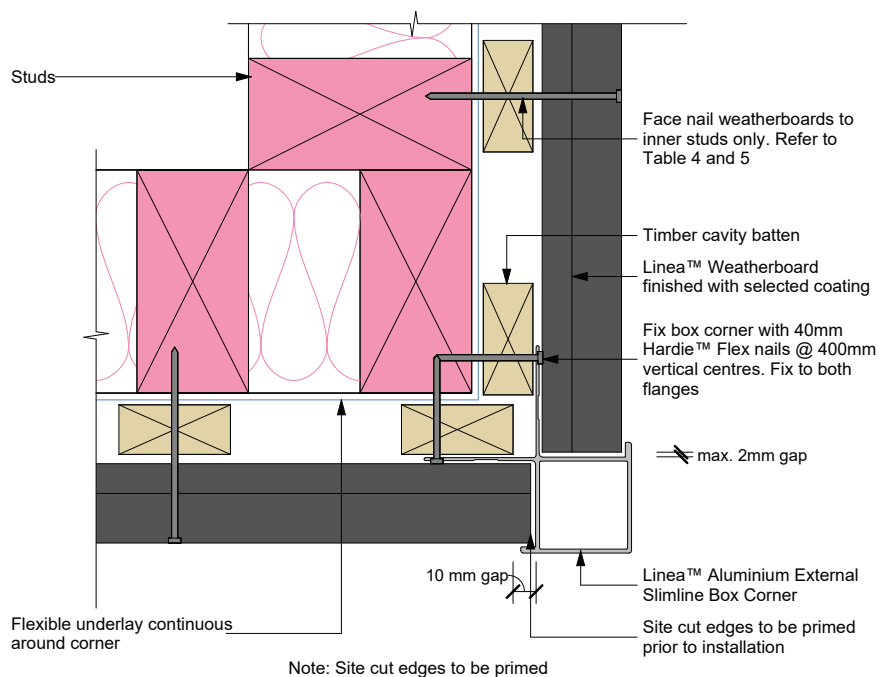 Studs
Face nail weatherboards to
inner studs only. Refer to
Table 4 and 5
Timber cavity batten
Linea™ Weatherboard
finished with selected coating
Fix box corner with 40mm
Hardie™ Flex nails @ 400mm
vertical centres. Fix to both
flanges
max. 2mm gap
10 mm gap
Linea™ Aluminium External
Slimline Box Corner
Flexible underlay continuous
around corner
Site cut edges to be primed
prior to installation
Note: Site cut edges to be primed